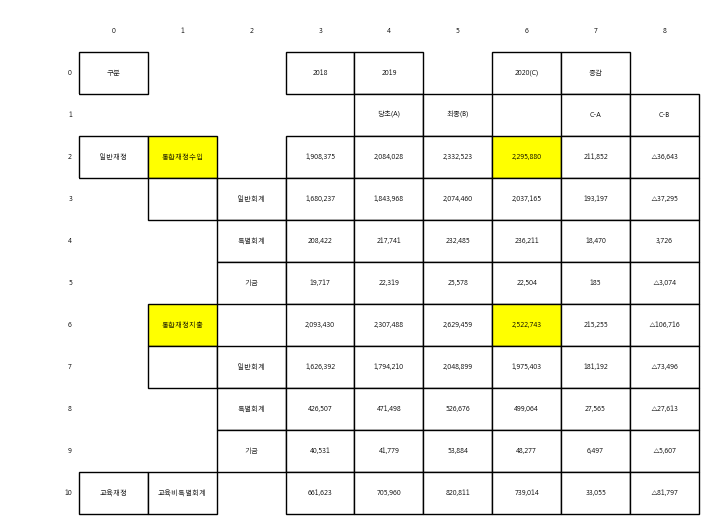 0 1 2 3 4 5 6 7 8
0 구분 2018 2019 2020(C) 증감
1 당초(A) 최종(B) C-A C-B
2 일반재정 통합재정수입 1,908,375 2,084,028 2,332,523 2,295,880 211,852 △36,643
3 일반회계 1,680,237 1,843,968 2,074,460 2,037,165 193,197 △37,295
4 특별회계 208,422 217,741 232,485 236,211 18,470 3,726
5 기금 19,717 22,319 25,578 22,504 185 △3,074
6 통합재정지출 2,093,430 2,307,488 2,629,459 2,522,743 215,255 △106,716
7 일반회계 1,626,392 1,794,210 2,048,899 1,975,403 181,192 △73,496
8 특별회계 426,507 471,498 526,676 499,064 27,565 △27,613
9 기금 40,531 41,779 53,884 48,277 6,497 △5,607
10 교육재정 교육비특별회계 661,623 705,960 820,811 739,014 33,055 △81,797